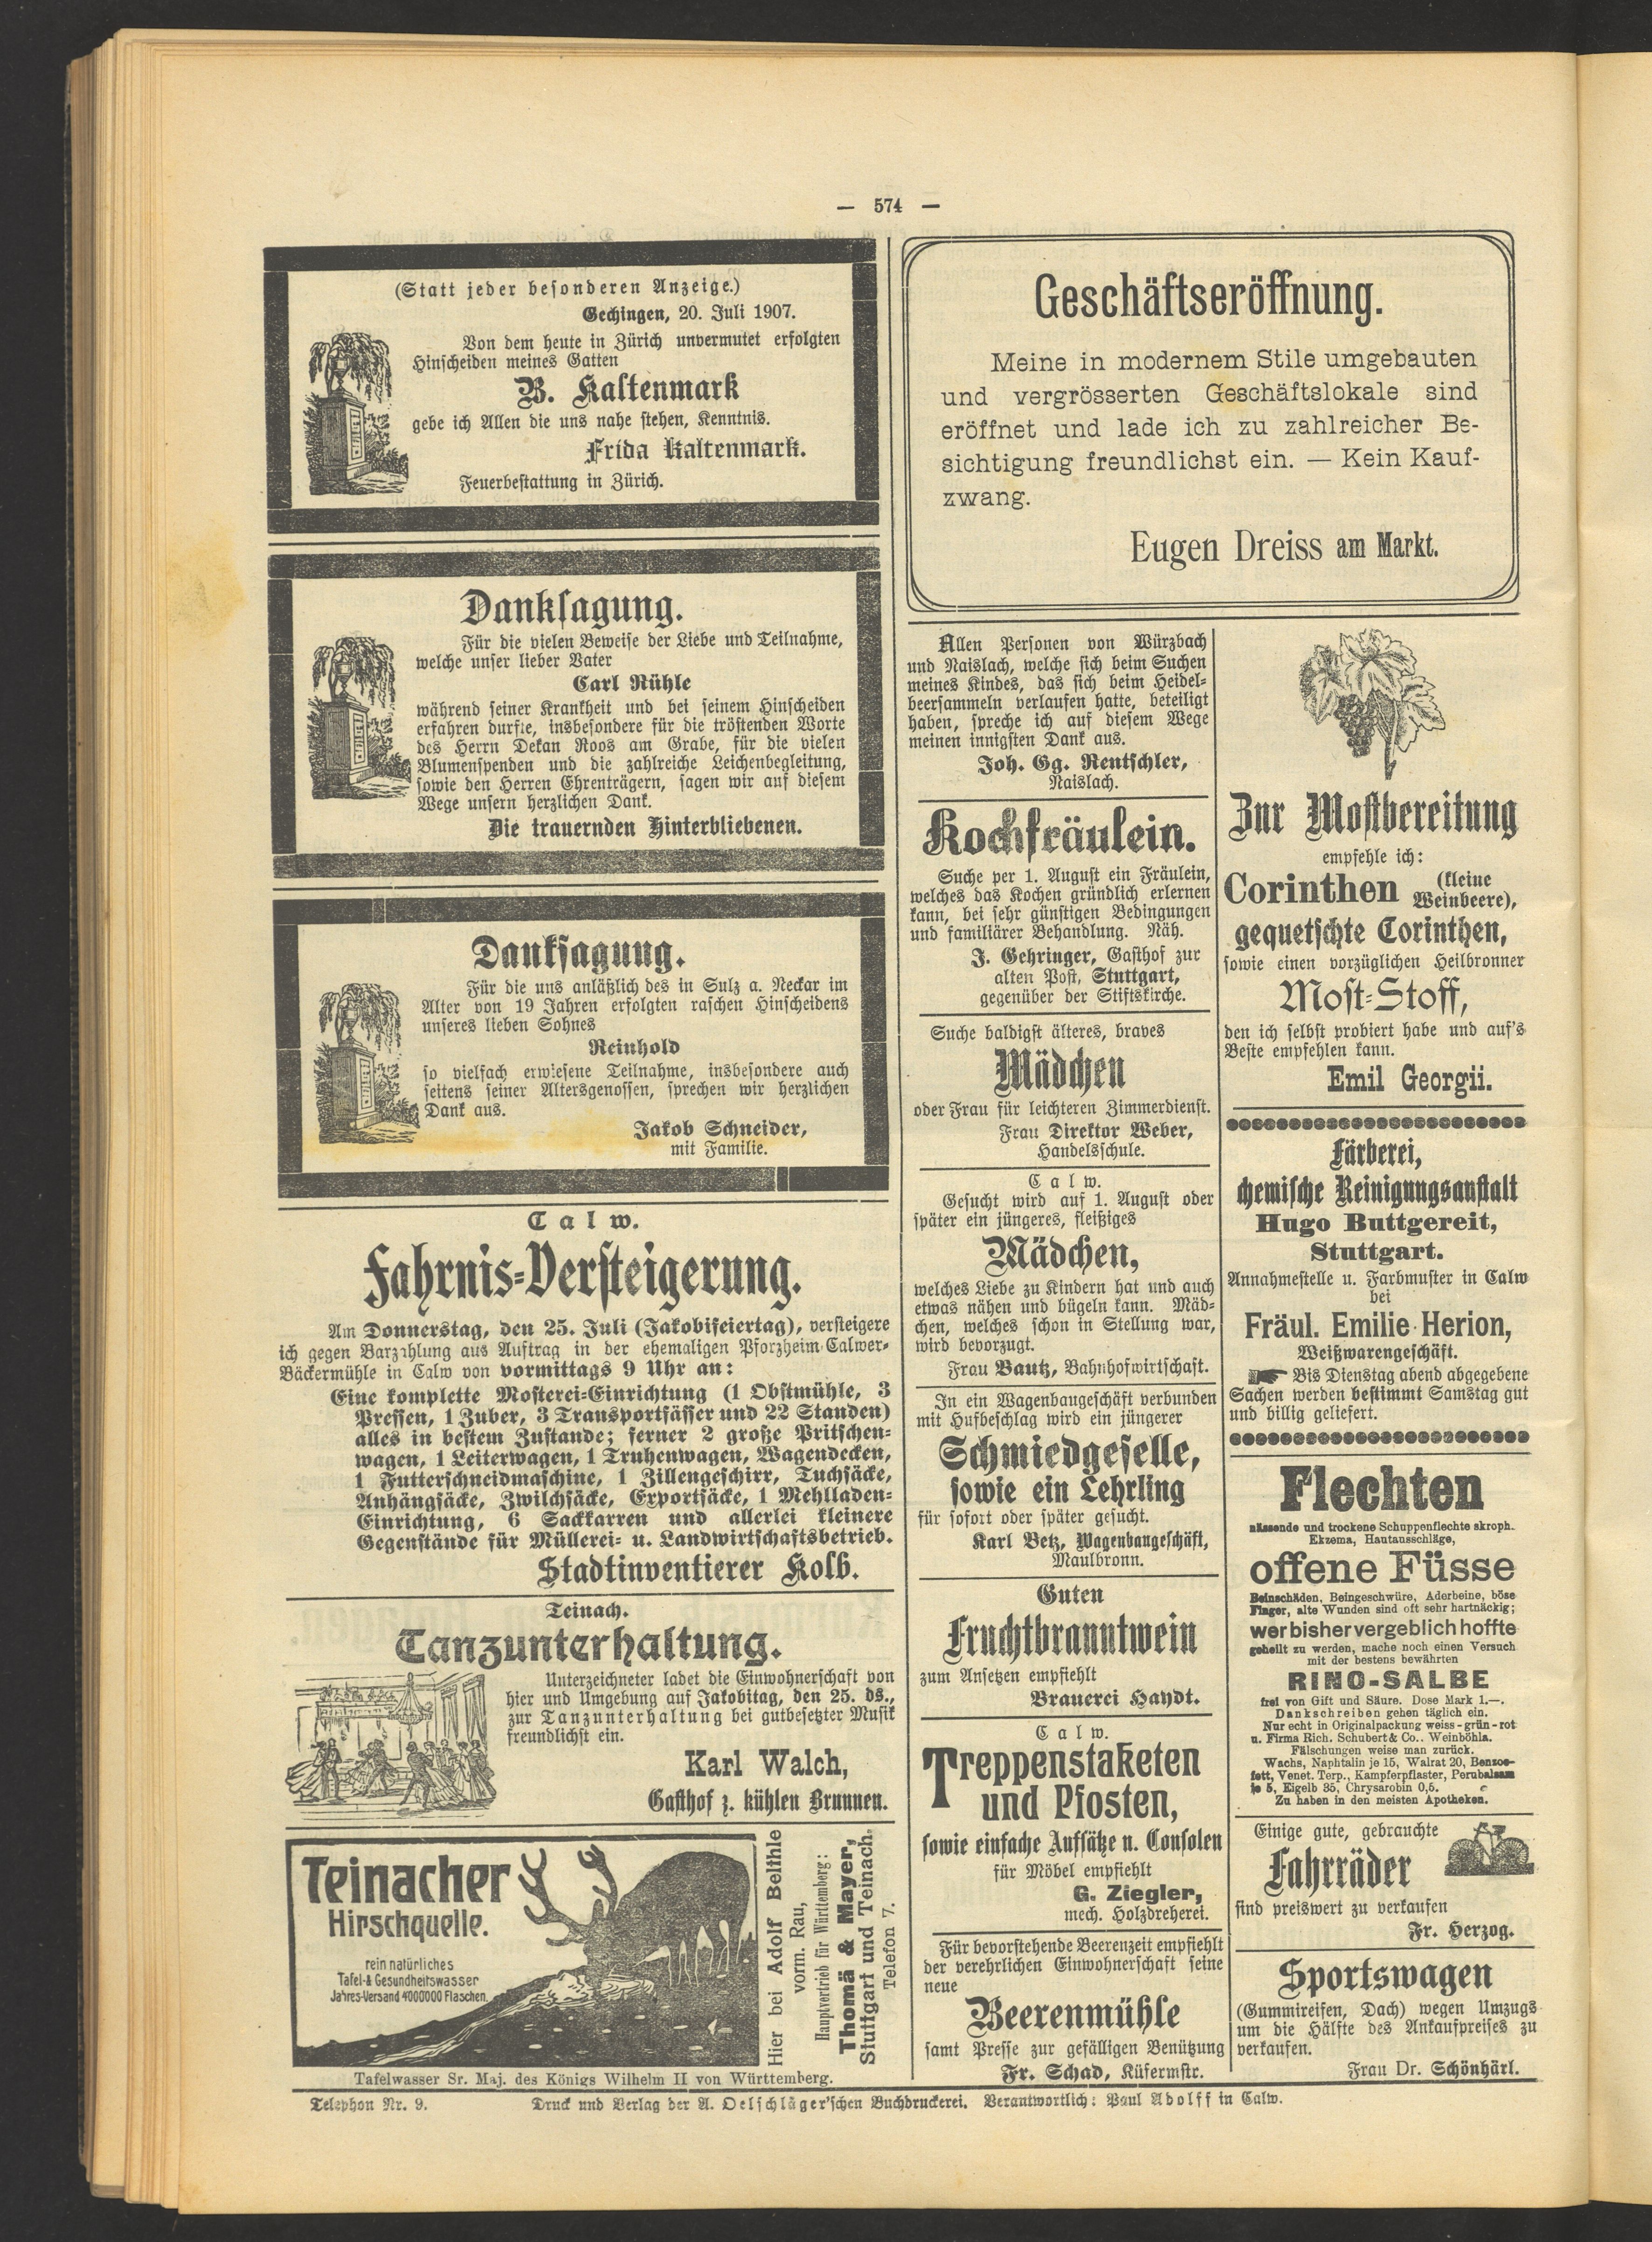 — 574 —
(Statt jeder besonderen Anzeige.)
Gechingen, 20. Juli 1907.
Von dem heute in Zürich unvermutet erfolgten
Hinscheiden meines Gatten
B. Kaltenmark
gebe ich Allen die uns nahe stehen, Kenntnis.
Frida Kaltenmark.
Feuerbestattung in Zürich.
Danksagung.
Für die vielen Beweise der Liebe und Teilnahme,
welche unser lieber Vater
Carl Rühle
während seiner Krankheit und bei seinem Hinscheiden
erfahren durfte, insbesondere für die tröstenden Worte
des Herrn Dekan Roos am Grabe, für die vielen
Blumenspenden und die zahlreiche Leichenbegleitung,
sowie den Herren Ehrenträgern, sagen wir auf diesem
Wege unsern herzlichen Dank.
Die trauernden Hinterbliebenen.
Danksagung.
Für die uns anläßlich des in Sulz a. Neckar im
Alter von 19 Jahren erfolgten raschen Hinscheidens
unseres lieben Sohnes
Reinhold
so vielfach erwiesene Teilnahme, insbesondere auch
seitens seiner Altersgenossen, sprechen wir herzlichen
Dank aus.
Jakob Schneider,
mit Familie.
Calw.
Fahrnis-Versteigerung.
Am Donnerstag, den 25. Juli (Jakobifeiertag), versteigere
ich gegen Barzahlung aus Auftrag in der ehemaligen Pforzheim-Calwer-
Bäckermühle in Calw von vormittags 9 Uhr an:
Eine komplette Mosterei-Einrichtung (1 Obstmühle, 3
Pressen, 1 Zuber, 3 Transportfässer und 22 Standen)
alles in bestem Zustande; ferner 2 große Pritschen-
wagen, 1 Leiterwagen, 1 Truhenwagen, Wagendecken,
1 Futterschneidmaschine, 1 Zillengeschirr, Tuchsäcke,
Anhängsäcke, Zwilchsäcke, Exportsäcke, 1 Mehlladen-
Einrichtung, 6 Sackkarren und allerlei kleinere
Gegenstände für Müllerei- u. Landwirtschaftsbetrieb.
Stadtinventierer Kolb.
Teinach.
Tanzunterhaltung.
Unterzeichneter ladet die Einwohnerschaft von
hier und Umgebung auf Jakobitag, den 25. ds.,
zur Tanzunterhaltung bei gutbesetzter Musik
freundlichst ein.
Karl Walch,
Gasthof z. kühlen Brunnen.
Teinacher
Hirschquelle.
rein natürliches
Tafel-& Gesundheitswasser
Jahres-Versand 4'000'000 Flaschen.
Hier bei Adolf Belthle
vorm. Rau,
Hauptvertrieb für Württemberg:
Thomä & Mayer,
Stuttgart und Teinach.
Telefon 7.
Tafelwasser Sr. Maj. des Königs Wilhelm II von Württemberg.
Geschäftseröffnung.
Meine in modernem Stile umgebauten
und vergrösserten Geschäftslokale sind
eröffnet und lade ich zu zahlreicher Be-
sichtigung freundlichst ein. — Kein Kauf-
zwang.
Eugen Dreiss am Markt.
Allen Personen von Würzbach
und Naislach, welche sich beim Suchen
meines Kindes, das sich beim Heidel-
beersammeln verlaufen hatte, beteiligt
haben, spreche ich auf diesem Wege
meinen innigsten Dank aus.
Joh. Gg. Rentschler,
Naislach.
Kochfräulein.
Suche per 1. August ein Fräulein,
welches das Kochen gründlich erlernen
kann, bei sehr günstigen Bedingungen
und familiärer Behandlung. Näh.
J. Gehringer, Gasthof zur
alten Post, Stuttgart,
gegenüber der Stiftskirche.
Suche baldigst älteres, braves
Mädchen
oder Frau für leichteren Zimmerdienst.
Frau Direktor Weber,
Handelsschule.
Calw.
Gesucht wird auf 1. August oder
später ein jüngeres, fleißiges
Mädchen,
welches Liebe zu Kindern hat und auch
etwas nähen und bügeln kann. Mäd-
chen, welches schon in Stellung war,
wird bevorzugt.
Frau Bautz, Bahnhofwirtschaft.
In ein Wagenbaugeschäft verbunden
mit Hufbeschlag wird ein jüngerer
Schmiedgeselle,
sowie ein Lehrling
für sofort oder später gesucht.
Karl Betz, Wagenbaugeschäft,
Maulbronn.
Guten
Fruchtbranntwein
zum Ansetzen empfiehlt
Brauerei Haydt.
Calw.
Treppenstaketen
und Pfosten,
sowie einfache Aufsätze u. Consolen
für Möbel empfiehlt
G. Ziegler,
mech. Holzdreherei.
Für bevorstehende Beerenzeit empfiehlt
der verehrlichen Einwohnerschaft seine
neue
Beerenmühle
samt Presse zur gefälligen Benützung
Fr. Schad, Küfermstr.
Zur Mostbereitung
empfehle ich:
Corinthen (kleine
Weinbeere),
gequetschte Corinthen,
sowie einen vorzüglichen Heilbronner
Most-Stoff,
den ich selbst probiert habe und auf's
Beste empfehlen kann.
Emil Georgii.
Färberei,
chemische Reinigungsanstalt
Hugo Buttgereit,
Stuttgart.
Annahmestelle u. Farbmuster in Calw
bei
Fräul. Emilie Herion,
Weißwarengeschäft.
Bis Dienstag abend abgegebene
Sachen werden bestimmt Samstag gut
und billig geliefert.
Flechten
nässende und trockene Schuppenflechte skroph.
Ekzema, Hautausschläge,
offene Füsse
Beinschäden, Beingeschwüre, Aderbeine, böse
Finger, alte Wunden sind oft sehr hartnäckig;
wer bisher vergeblich hoffte
geheilt zu werden, mache noch einen Versuch
mit der bestens bewährten
RINO-SALBE
frei von Gift und Säure. Dose Mark 1.—.
Dankschreiben gehen täglich ein.
Nur echt in Originalpackung weiss-grün-rot
u. Firma Rich. Schubert & Co., Weinböhla.
Fälschungen weise man zurück.
Wachs, Naphtalin je 15, Walrat 20, Benzoe-
fett, Venet. Terp., Kampferpflaster, Perubalsam
je 5, Eigelb 35, Chrysarobin 0,5.
Zu haben in den meisten Apotheken.
Einige gute, gebrauchte
Fahrräder
sind preiswert zu verkaufen
Fr. Herzog.
Sportswagen
(Gummireifen, Dach) wegen Umzugs
um die Hälfte des Ankaufpreises zu
verkaufen.
Frau Dr. Schönhärl.
Telephon Nr. 9. Druck und Verlag der A. Oelschläger'schen Buchdruckerei. Verantwortlich: Paul Adolff in Calw.